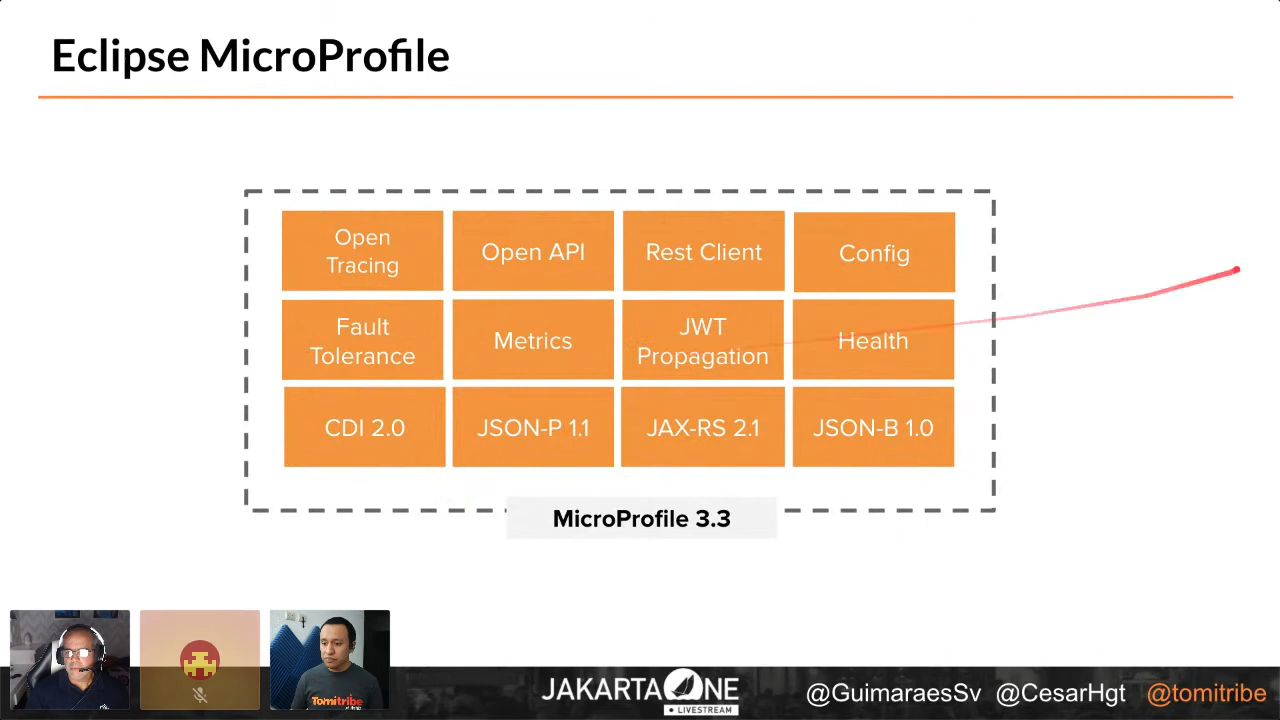 Eclipse MicroProfile
Open
Tracing
Open API
Rest Client
Config
Fault
Tolerance
Metrics
JWT
Propagation
Health
CDI 2.0
JSON-P 1.1
JAX-RS 2.1
JSON-B 1.0
MicroProfile 3.3
Tomitribe
JAKARTAONE
LIVESTREAM
@GuimaraesSv @CesarHgt @tomitribe